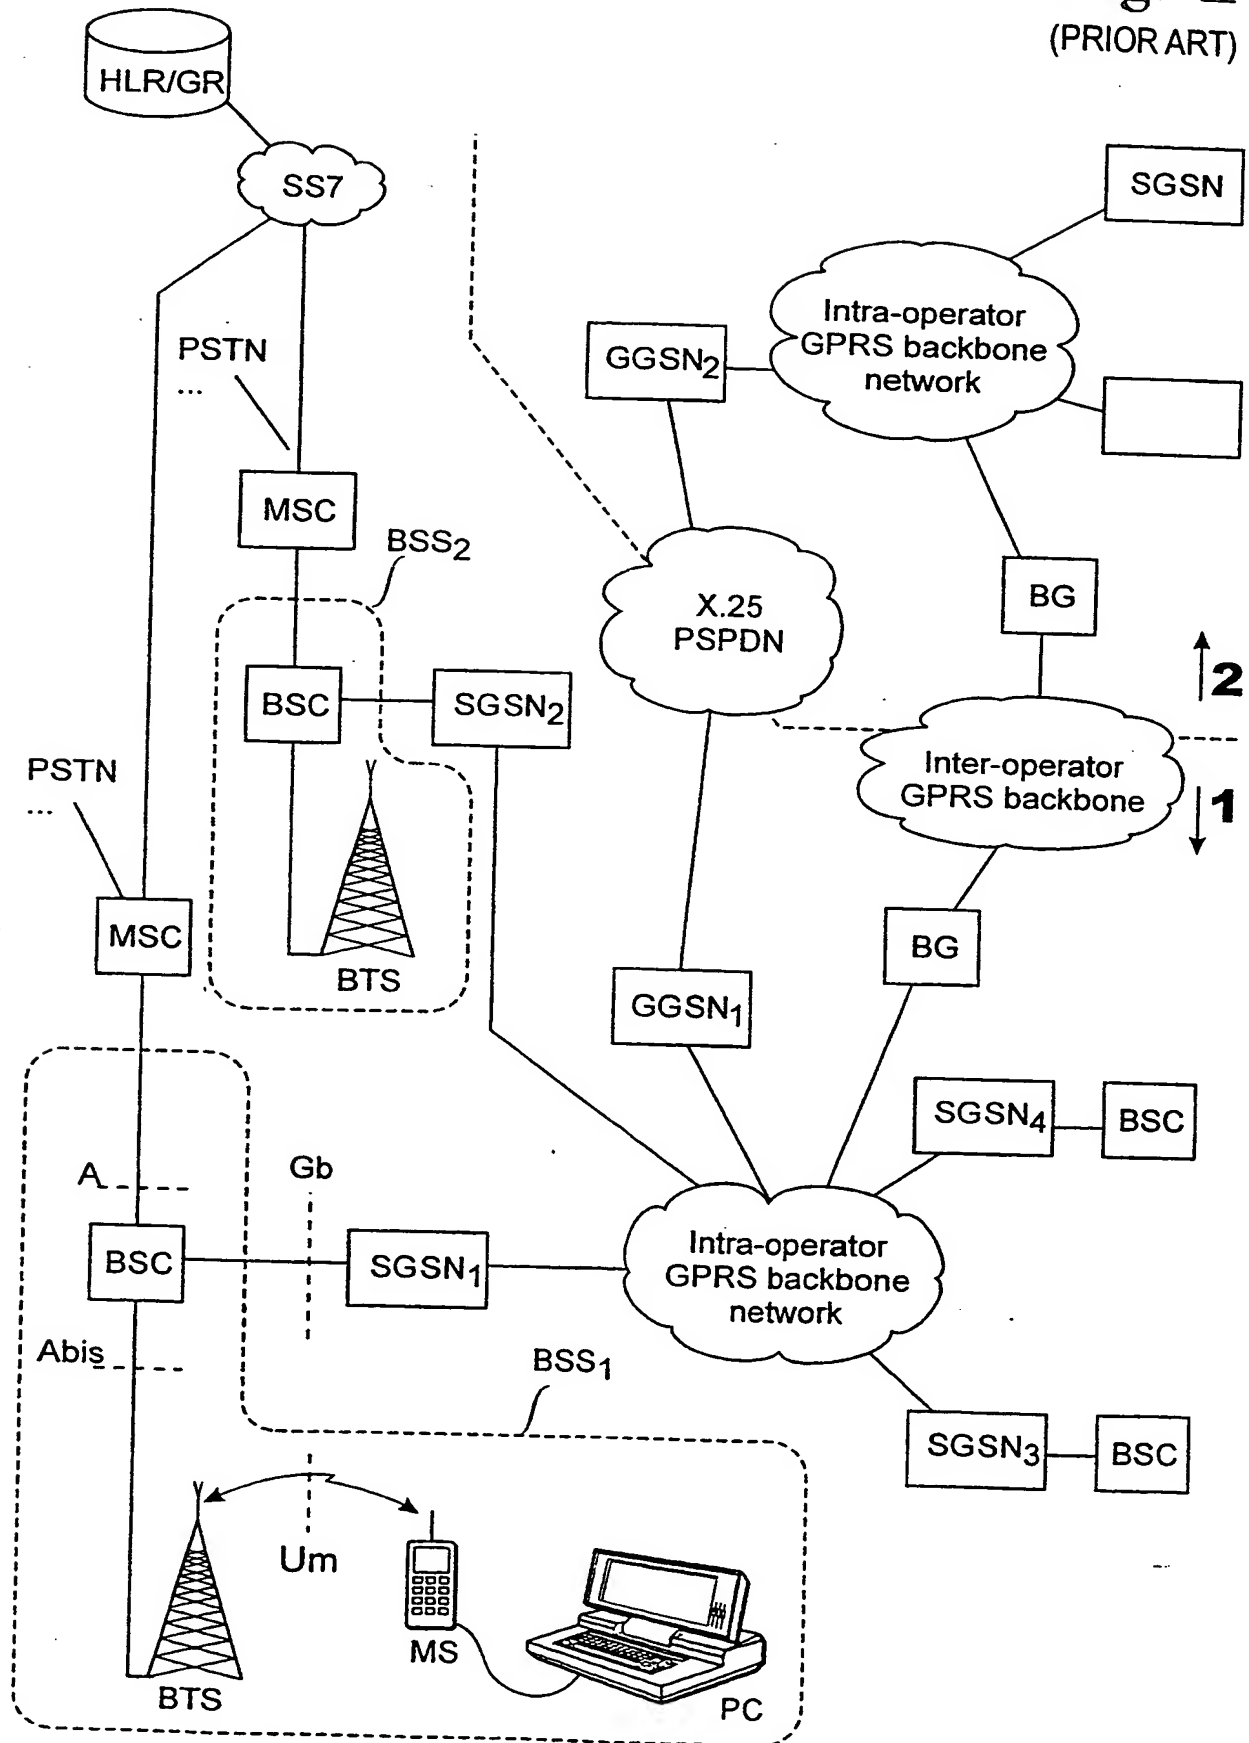 (PRIOR ART)
HLR/GR
SS7
SGSN
Intra-operator
GPRS backbone
network
PSTN
...
GGSN2
MSC
BSS2
X.25
PSPDN
BG
2
BSC
SGSN2
PSTN
...
Inter-operator
GPRS backbone
1
MSC
BTS
BG
GGSN1
SGSN4
BSC
A
Gb
BSC
SGSN1
Intra-operator
GPRS backbone
network
Abis
BSS1
SGSN3
BSC
Um
MS
BTS
PC